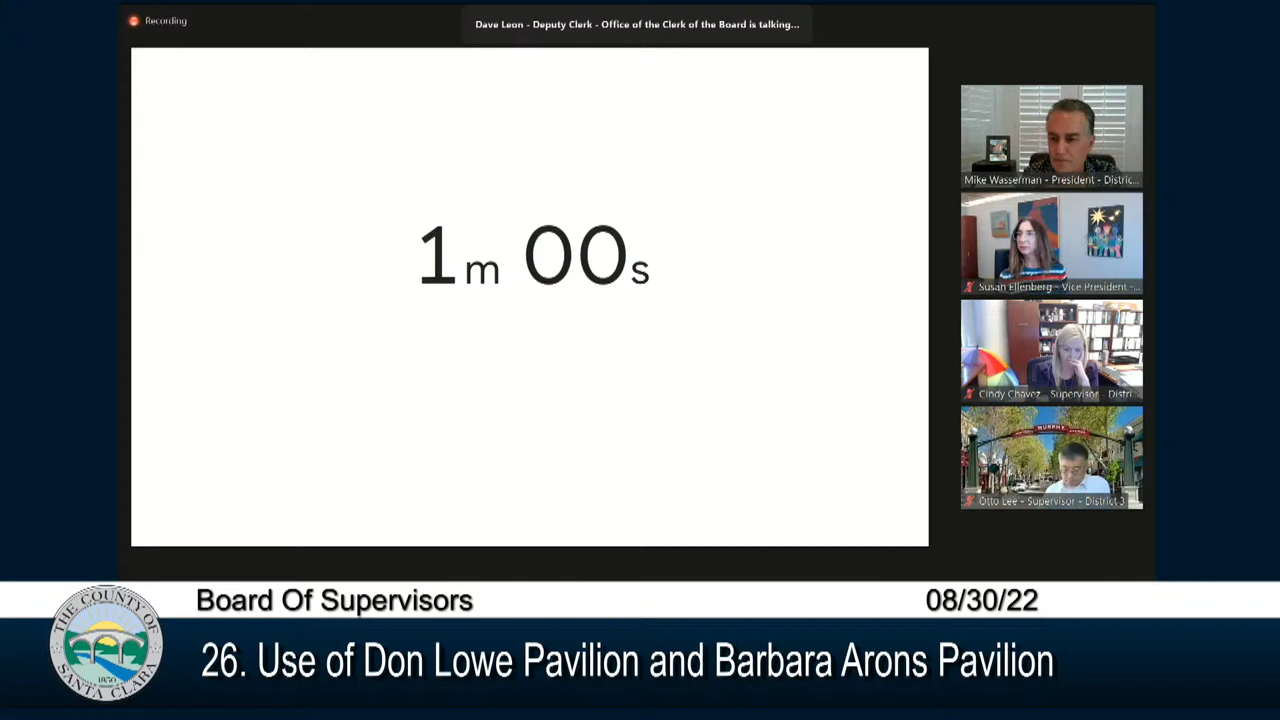 Recording
Dave Leon - Deputy Clerk - Office of the Clerk of the Board is talking...
1m 00s
Mike Wasserman - President - Distric...
Susan Ellenberg - Vice President -...
Cindy Chavez - Supervisor - Distri...
MURPHY
Otto Lee - Supervisor - District 3
Board Of Supervisors
08/30/22
THE COUNTY OF
SANTA CLARA
1850
26. Use of Don Lowe Pavilion and Barbara Arons Pavilion